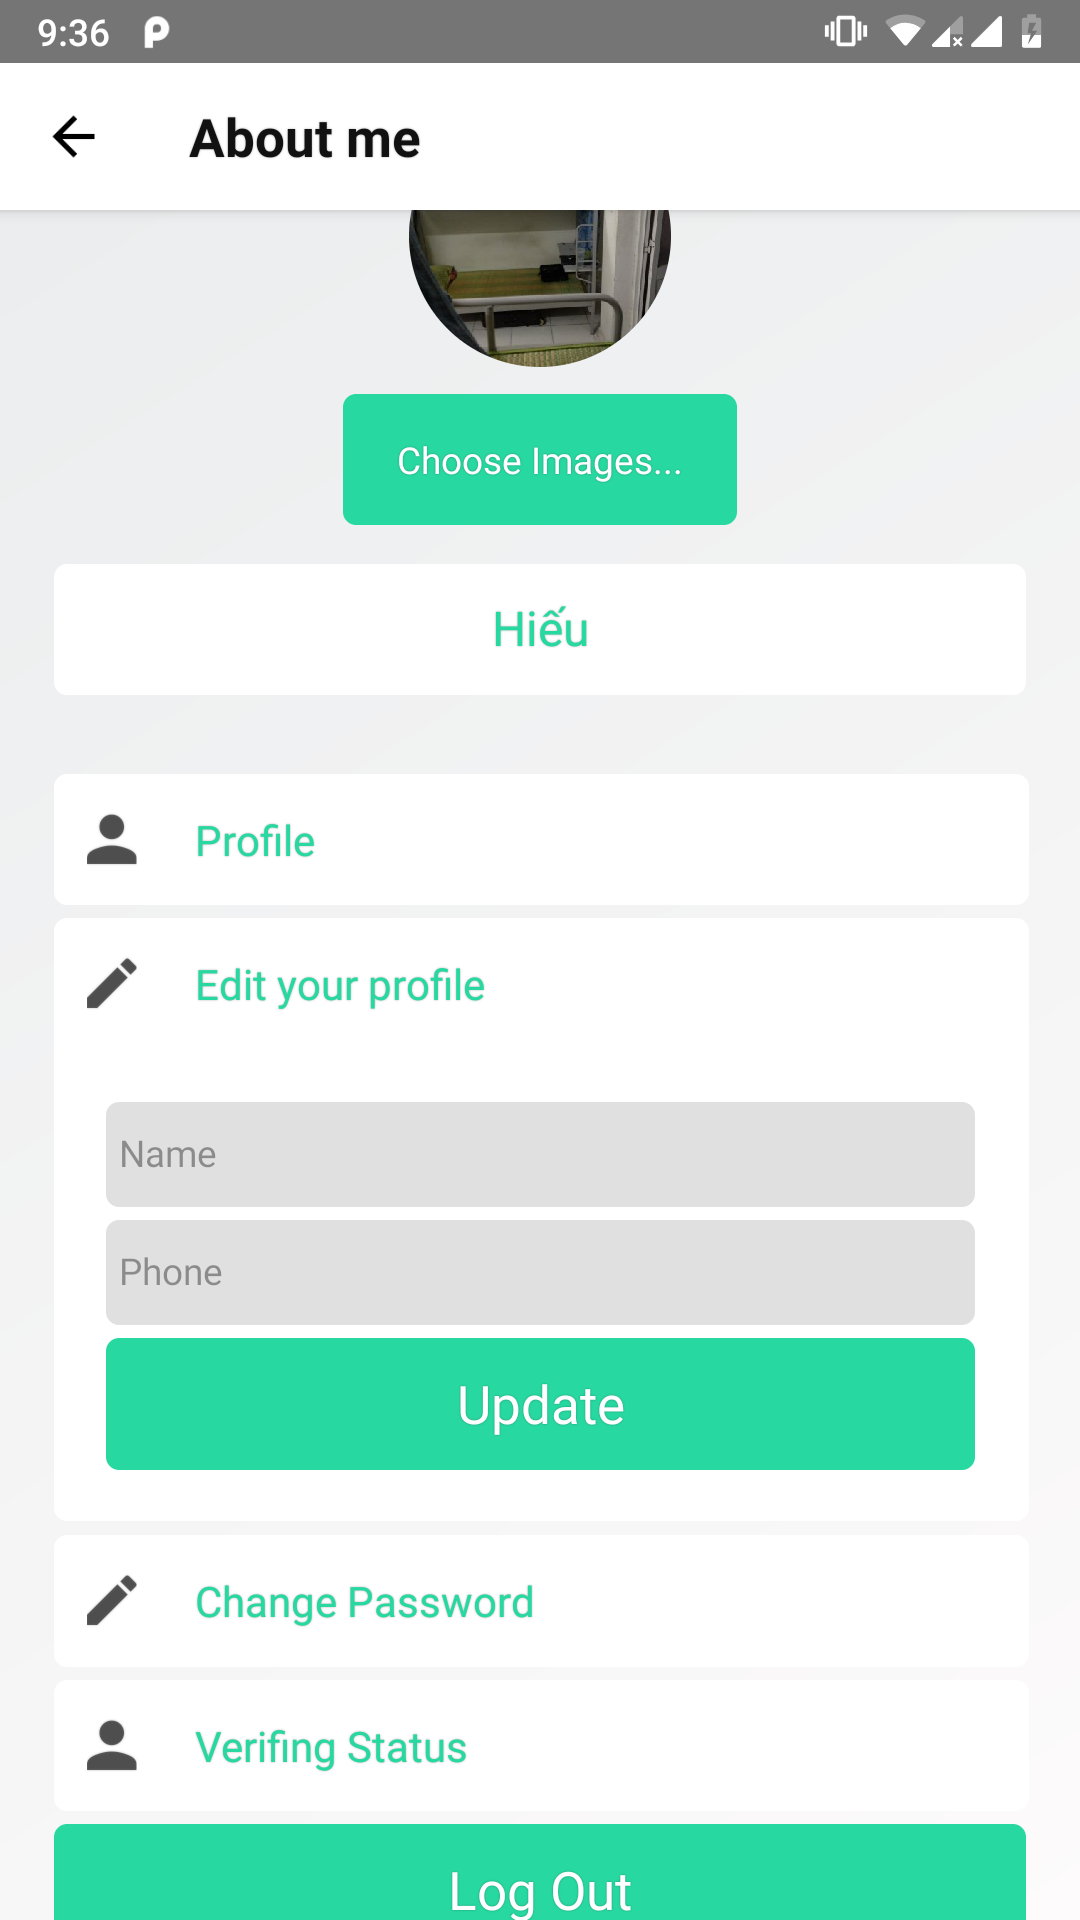 9:36
About me
Choose Images...
Hiếu
Profile
Edit your profile
Name
Phone
Update
Change Password
Verifing Status
Log Out